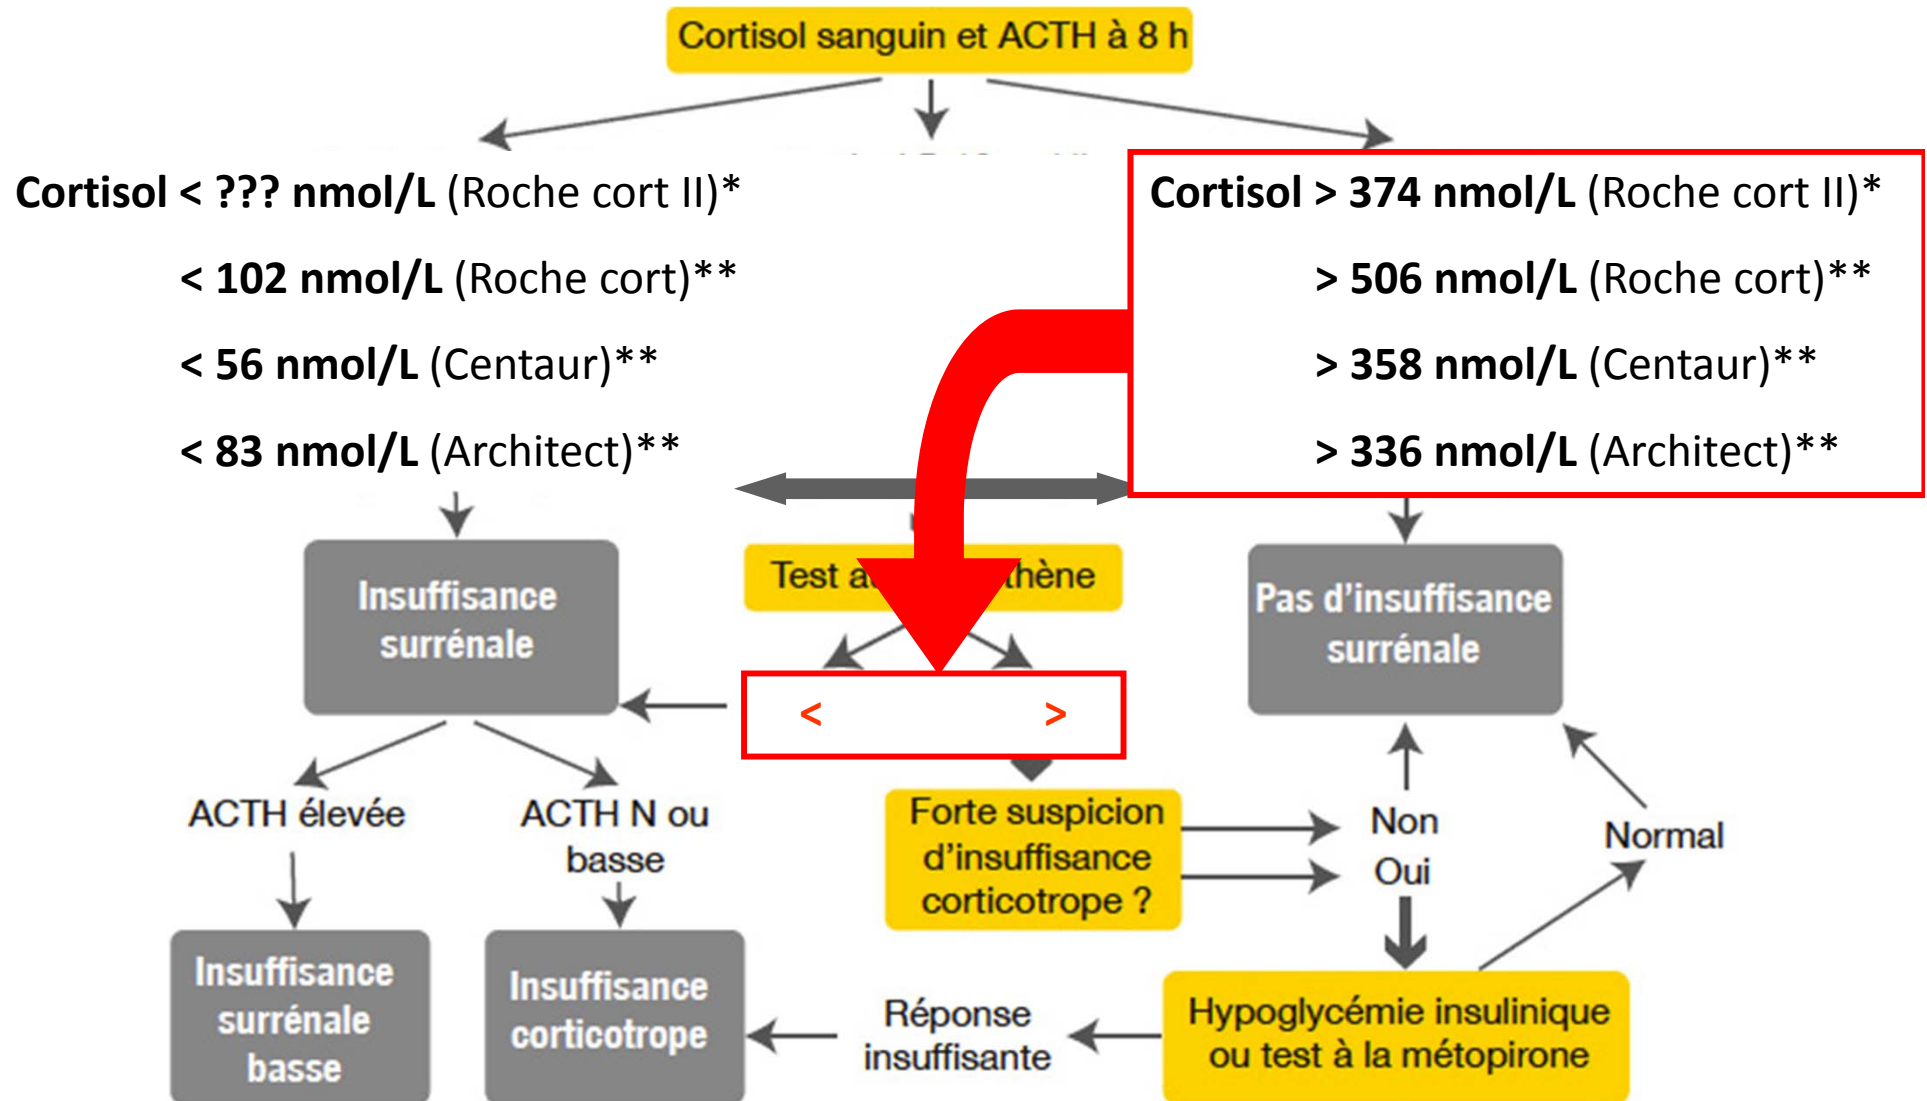 Cortisol sanguin et ACTH à 8 h
Cortisol < ??? nmol/L (Roche cort II)*
< 102 nmol/L (Roche cort)**
< 56 nmol/L (Centaur)**
< 83 nmol/L (Architect)**
Cortisol > 374 nmol/L (Roche cort II)*
> 506 nmol/L (Roche cort)**
> 358 nmol/L (Centaur)**
> 336 nmol/L (Architect)**
Insuffisance
surrénale
Test
Pas d'insuffisance
surrénale
< >
ACTH élevée
ACTH N ou
basse
Forte suspicion
d'insuffisance
corticotrope ?
Non
Oui
Normal
Insuffisance
surrénale
basse
Insuffisance
corticotrope
Réponse
insuffisante
Hypoglycémie insulinique
ou test à la métopirone